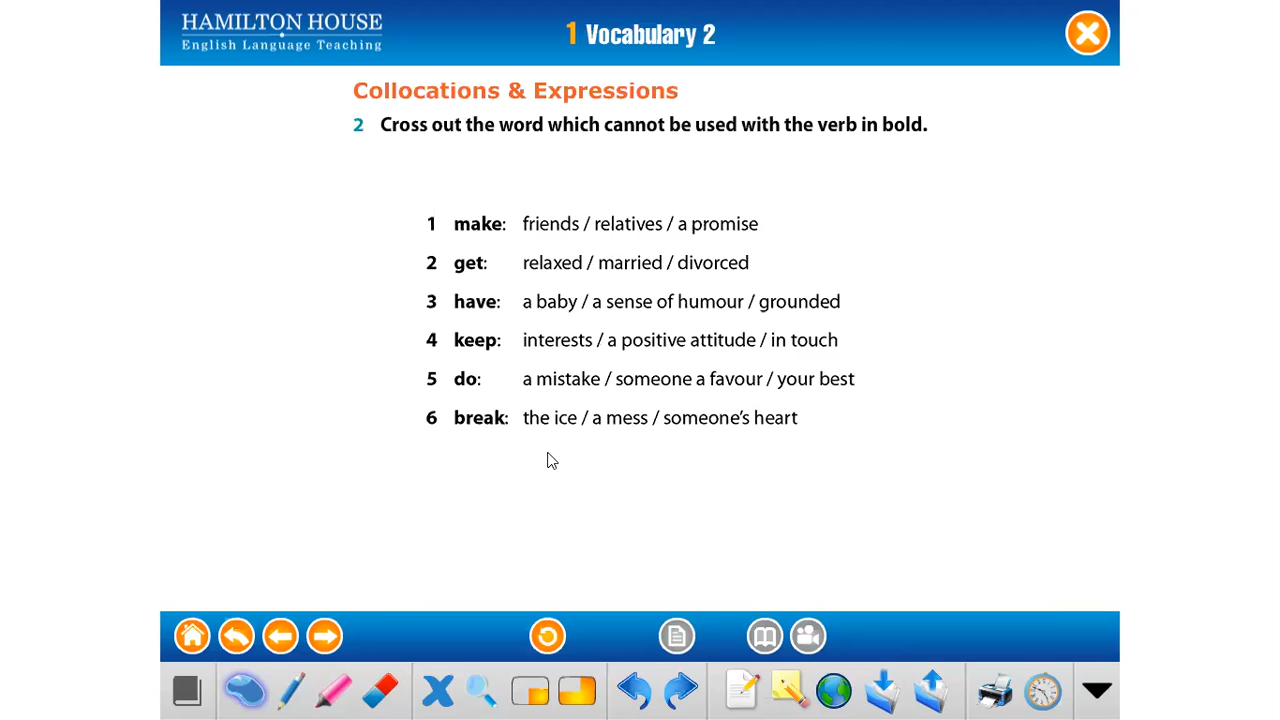 HAMILTON HOUSE
English Language Teaching
1 Vocabulary 2
Collocations & Expressions
2 Cross out the word which cannot be used with the verb in bold.
1 make: friends / relatives / a promise
2 get: relaxed / married / divorced
3 have: a baby / a sense of humour / grounded
4 keep: interests / a positive attitude / in touch
5 do: a mistake / someone a favour / your best
6 break: the ice / a mess / someone's heart